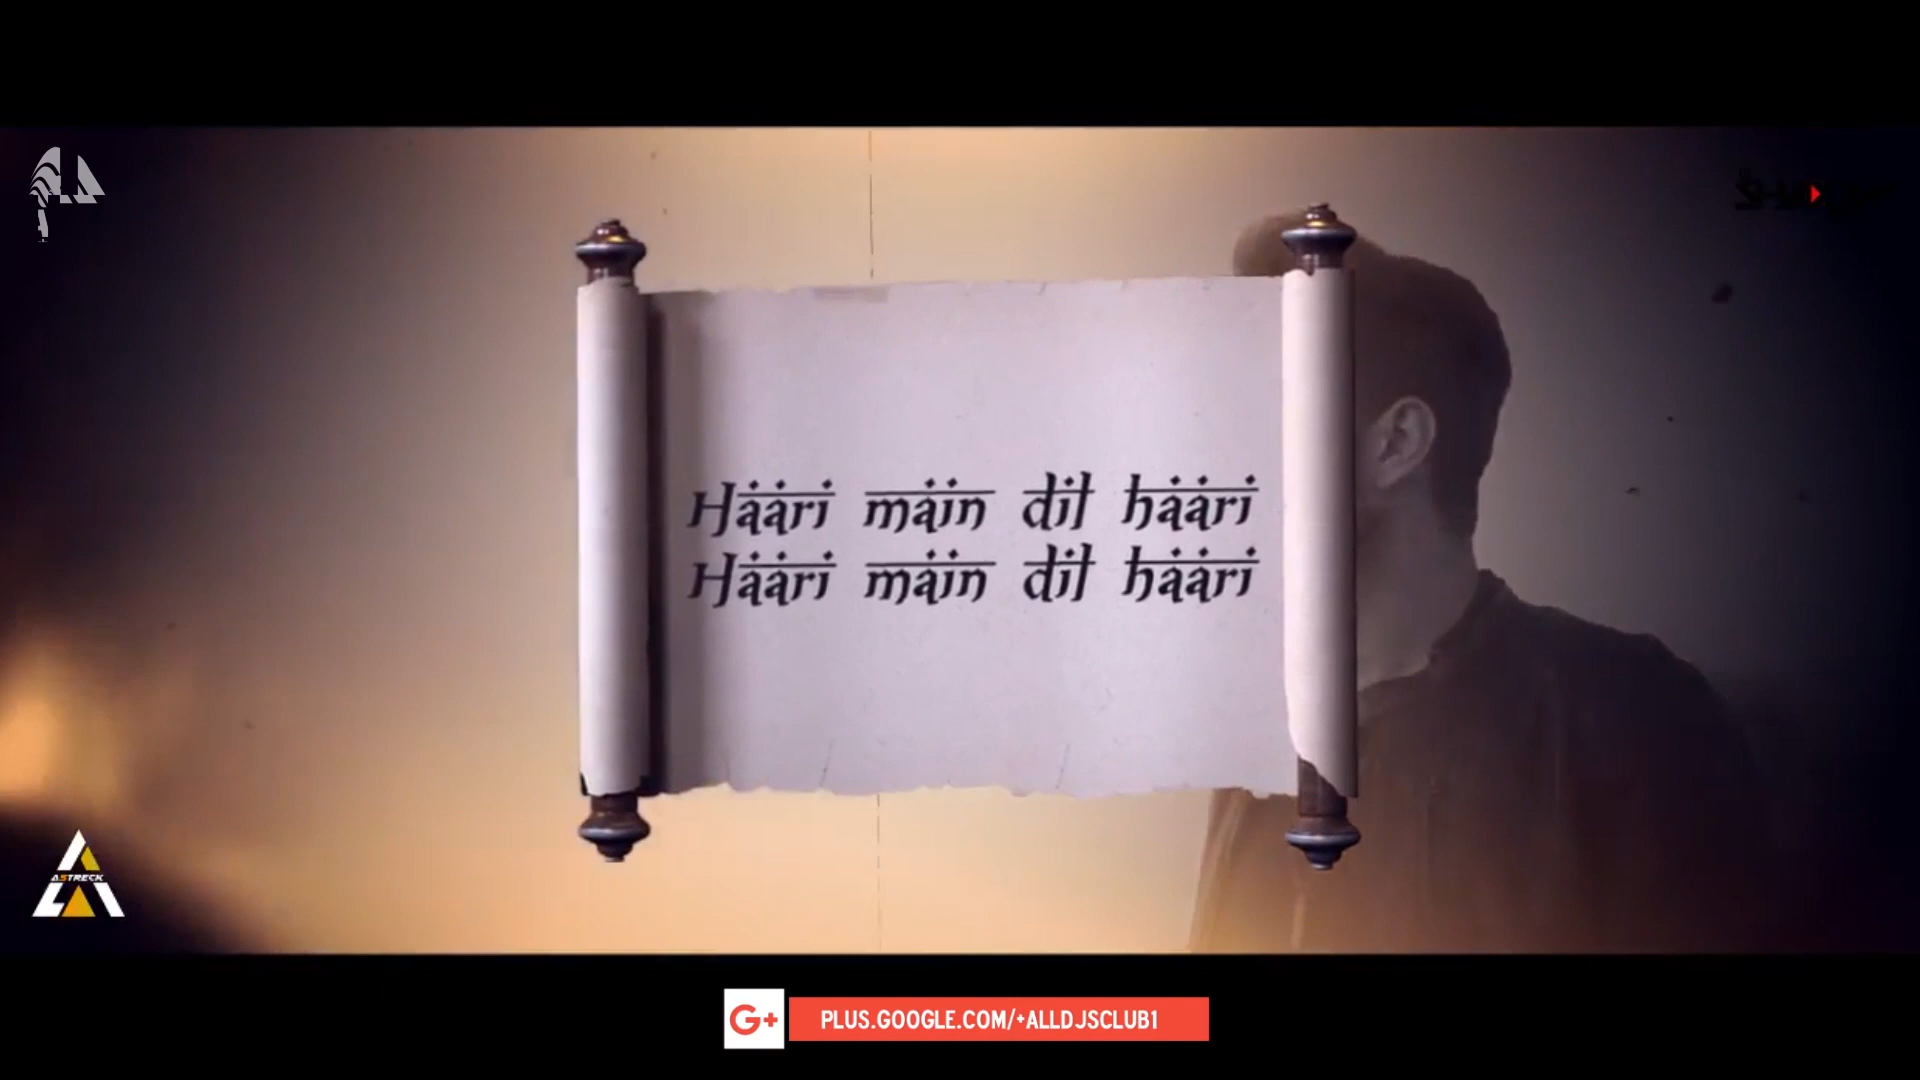 Haari main dil haari
Haari main dil haari
ASTRECK
G+ PLUS.GOOGLE.COM/+ALLDJSCLUB1